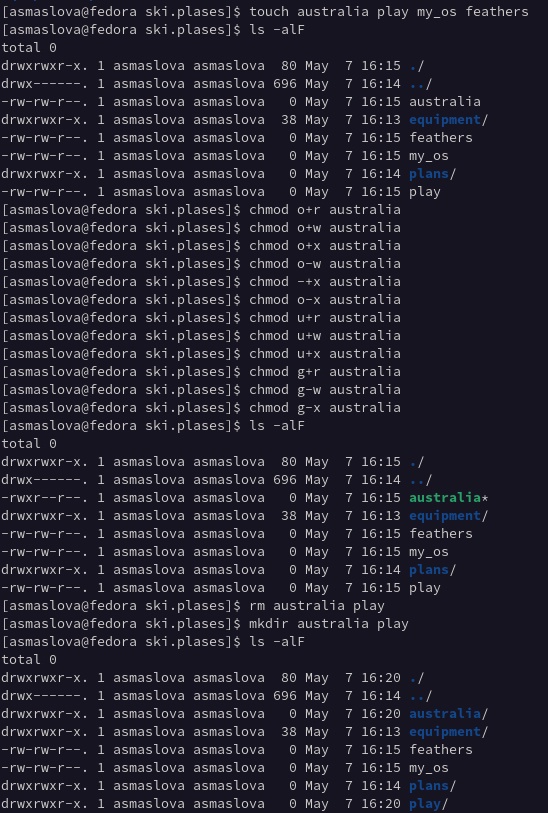 [asmaslova@fedora ski.plases]$ touch australia play my_os feathers
[asmaslova@fedora ski.plases]$ ls -alF
total 0
drwxrwxr-x. 1 asmaslova asmaslova  80 May  7 16:15 ./
drwx------. 1 asmaslova asmaslova 696 May  7 16:14 ../
-rw-rw-r--. 1 asmaslova asmaslova   0 May  7 16:15 australia
drwxrwxr-x. 1 asmaslova asmaslova  38 May  7 16:13 equipment/
-rw-rw-r--. 1 asmaslova asmaslova   0 May  7 16:15 feathers
-rw-rw-r--. 1 asmaslova asmaslova   0 May  7 16:15 my_os
drwxrwxr-x. 1 asmaslova asmaslova   0 May  7 16:14 plans/
-rw-rw-r--. 1 asmaslova asmaslova   0 May  7 16:15 play
[asmaslova@fedora ski.plases]$ chmod o+r australia
[asmaslova@fedora ski.plases]$ chmod o+w australia
[asmaslova@fedora ski.plases]$ chmod o+x australia
[asmaslova@fedora ski.plases]$ chmod o-w australia
[asmaslova@fedora ski.plases]$ chmod -+x australia
[asmaslova@fedora ski.plases]$ chmod o-x australia
[asmaslova@fedora ski.plases]$ chmod u+r australia
[asmaslova@fedora ski.plases]$ chmod u+w australia
[asmaslova@fedora ski.plases]$ chmod u+x australia
[asmaslova@fedora ski.plases]$ chmod g+r australia
[asmaslova@fedora ski.plases]$ chmod g-w australia
[asmaslova@fedora ski.plases]$ chmod g-x australia
[asmaslova@fedora ski.plases]$ ls -alF
total 0
drwxrwxr-x. 1 asmaslova asmaslova  80 May  7 16:15 ./
drwx------. 1 asmaslova asmaslova 696 May  7 16:14 ../
-rwxr--r--. 1 asmaslova asmaslova   0 May  7 16:15 australia*
drwxrwxr-x. 1 asmaslova asmaslova  38 May  7 16:13 equipment/
-rw-rw-r--. 1 asmaslova asmaslova   0 May  7 16:15 feathers
-rw-rw-r--. 1 asmaslova asmaslova   0 May  7 16:15 my_os
drwxrwxr-x. 1 asmaslova asmaslova   0 May  7 16:14 plans/
-rw-rw-r--. 1 asmaslova asmaslova   0 May  7 16:15 play
[asmaslova@fedora ski.plases]$ rm australia play
[asmaslova@fedora ski.plases]$ mkdir australia play
[asmaslova@fedora ski.plases]$ ls -alF
total 0
drwxrwxr-x. 1 asmaslova asmaslova  80 May  7 16:20 ./
drwx------. 1 asmaslova asmaslova 696 May  7 16:14 ../
drwxrwxr-x. 1 asmaslova asmaslova   0 May  7 16:20 australia/
drwxrwxr-x. 1 asmaslova asmaslova  38 May  7 16:13 equipment/
-rw-rw-r--. 1 asmaslova asmaslova   0 May  7 16:15 feathers
-rw-rw-r--. 1 asmaslova asmaslova   0 May  7 16:15 my_os
drwxrwxr-x. 1 asmaslova asmaslova   0 May  7 16:14 plans/
drwxrwxr-x. 1 asmaslova asmaslova   0 May  7 16:20 play/